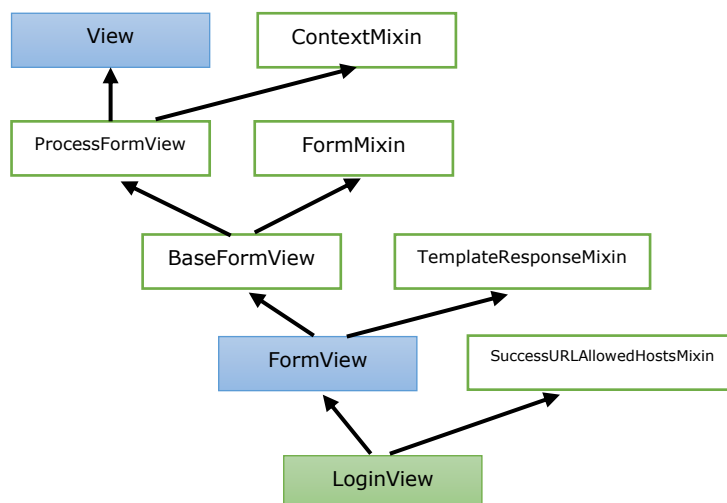 View
ContextMixin
ProcessFormView
FormMixin
BaseFormView
TemplateResponseMixin
FormView
SuccessURLAllowedHostsMixin
LoginView